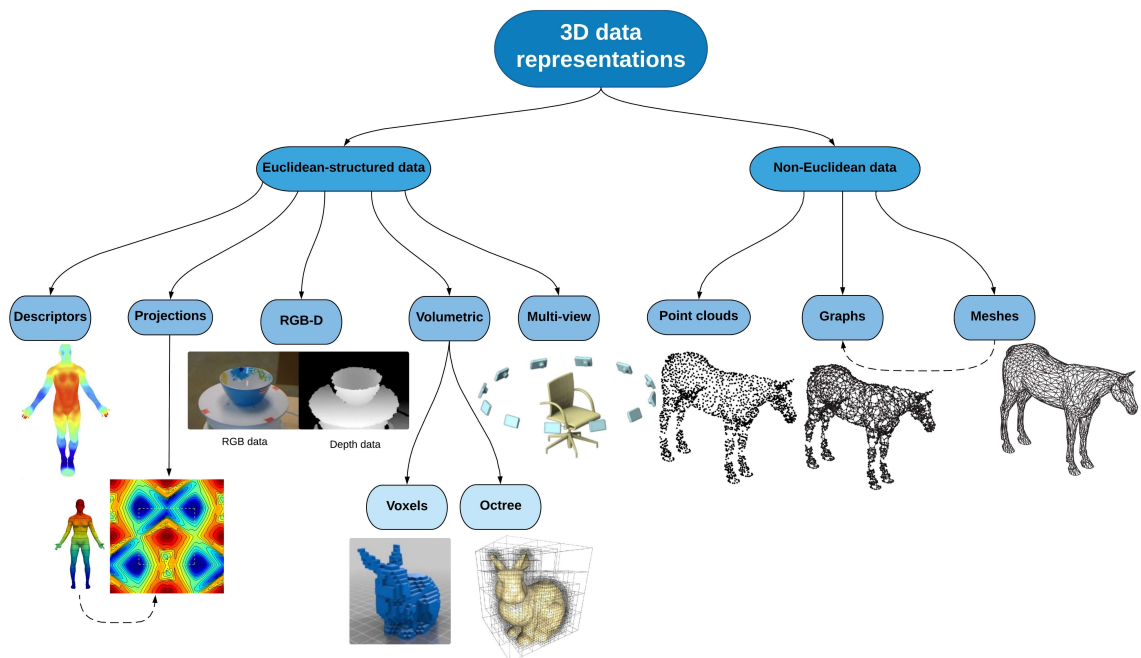 3D data
representations
Euclidean-structured data
Non-Euclidean data
Descriptors
Projections
RGB-D
Volumetric
Multi-view
Point clouds
Graphs
Meshes
RGB data
Depth data
Voxels
Octree